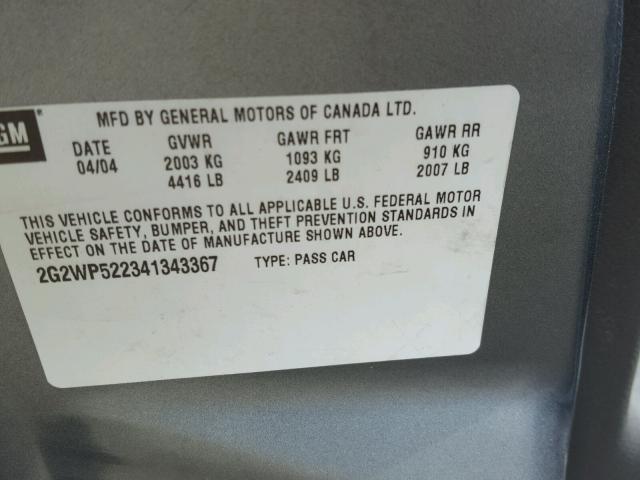 GM
MFD BY GENERAL MOTORS OF CANADA LTD.
DATE GVWR GAWR FRT GAWR RR
04/04 2003 KG 1093 KG 910 KG
4416 LB 2409 LB 2007 LB
THIS VEHICLE CONFORMS TO ALL APPLICABLE U.S. FEDERAL MOTOR
VEHICLE SAFETY, BUMPER, AND THEFT PREVENTION STANDARDS IN
EFFECT ON THE DATE OF MANUFACTURE SHOWN ABOVE.
2G2WP522341343367 TYPE: PASS CAR